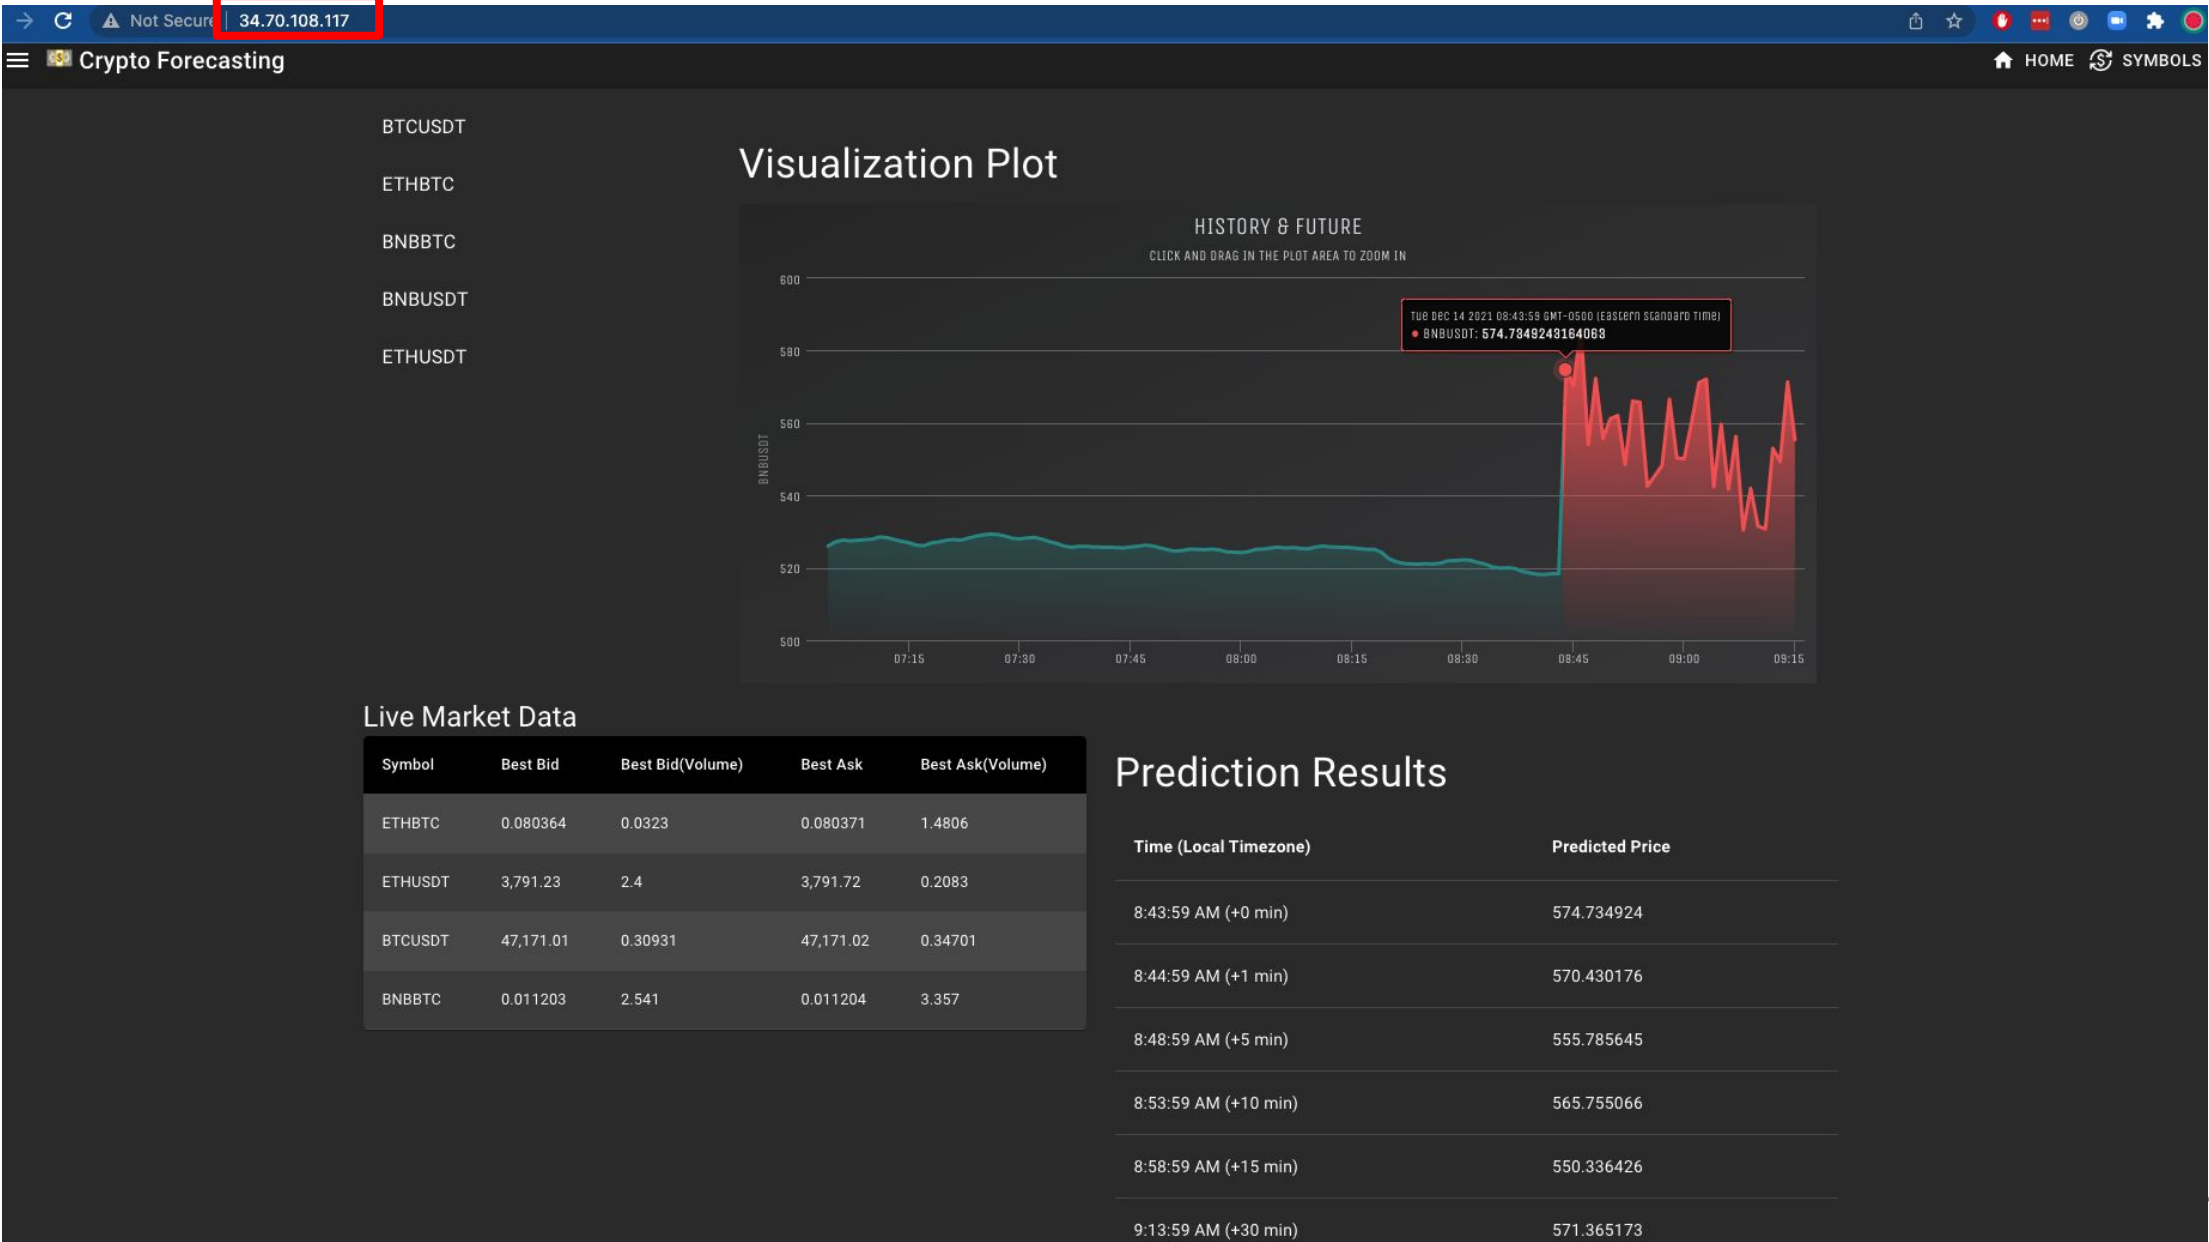 Not Secure 34.70.108.117
Crypto Forecasting
HOME SYMBOLS
BTCUSDT
ETHBTC
BNBBTC
BNBUSDT
ETHUSDT
Visualization Plot
HISTORY & FUTURE
CLICK AND DRAG IN THE PLOT AREA TO ZOOM IN
600
580
560
540
520
500
BNBUSDT
Tue Dec 14 2021 08:43:59 GMT-0500 (Eastern Standard Time)
BNBUSDT: 574.7349243164063
07:15 07:30 07:45 08:00 08:15 08:30 08:45 09:00 09:15
Live Market Data
Symbol Best Bid Best Bid(Volume) Best Ask Best Ask(Volume)
ETHBTC 0.080364 0.0323 0.080371 1.4806
ETHUSDT 3,791.23 2.4 3,791.72 0.2083
BTCUSDT 47,171.01 0.30931 47,171.02 0.34701
BNBBTC 0.011203 2.541 0.011204 3.357
Prediction Results
Time (Local Timezone) Predicted Price
8:43:59 AM (+0 min) 574.734924
8:44:59 AM (+1 min) 570.430176
8:48:59 AM (+5 min) 555.785645
8:53:59 AM (+10 min) 565.755066
8:58:59 AM (+15 min) 550.336426
9:13:59 AM (+30 min) 571.365173